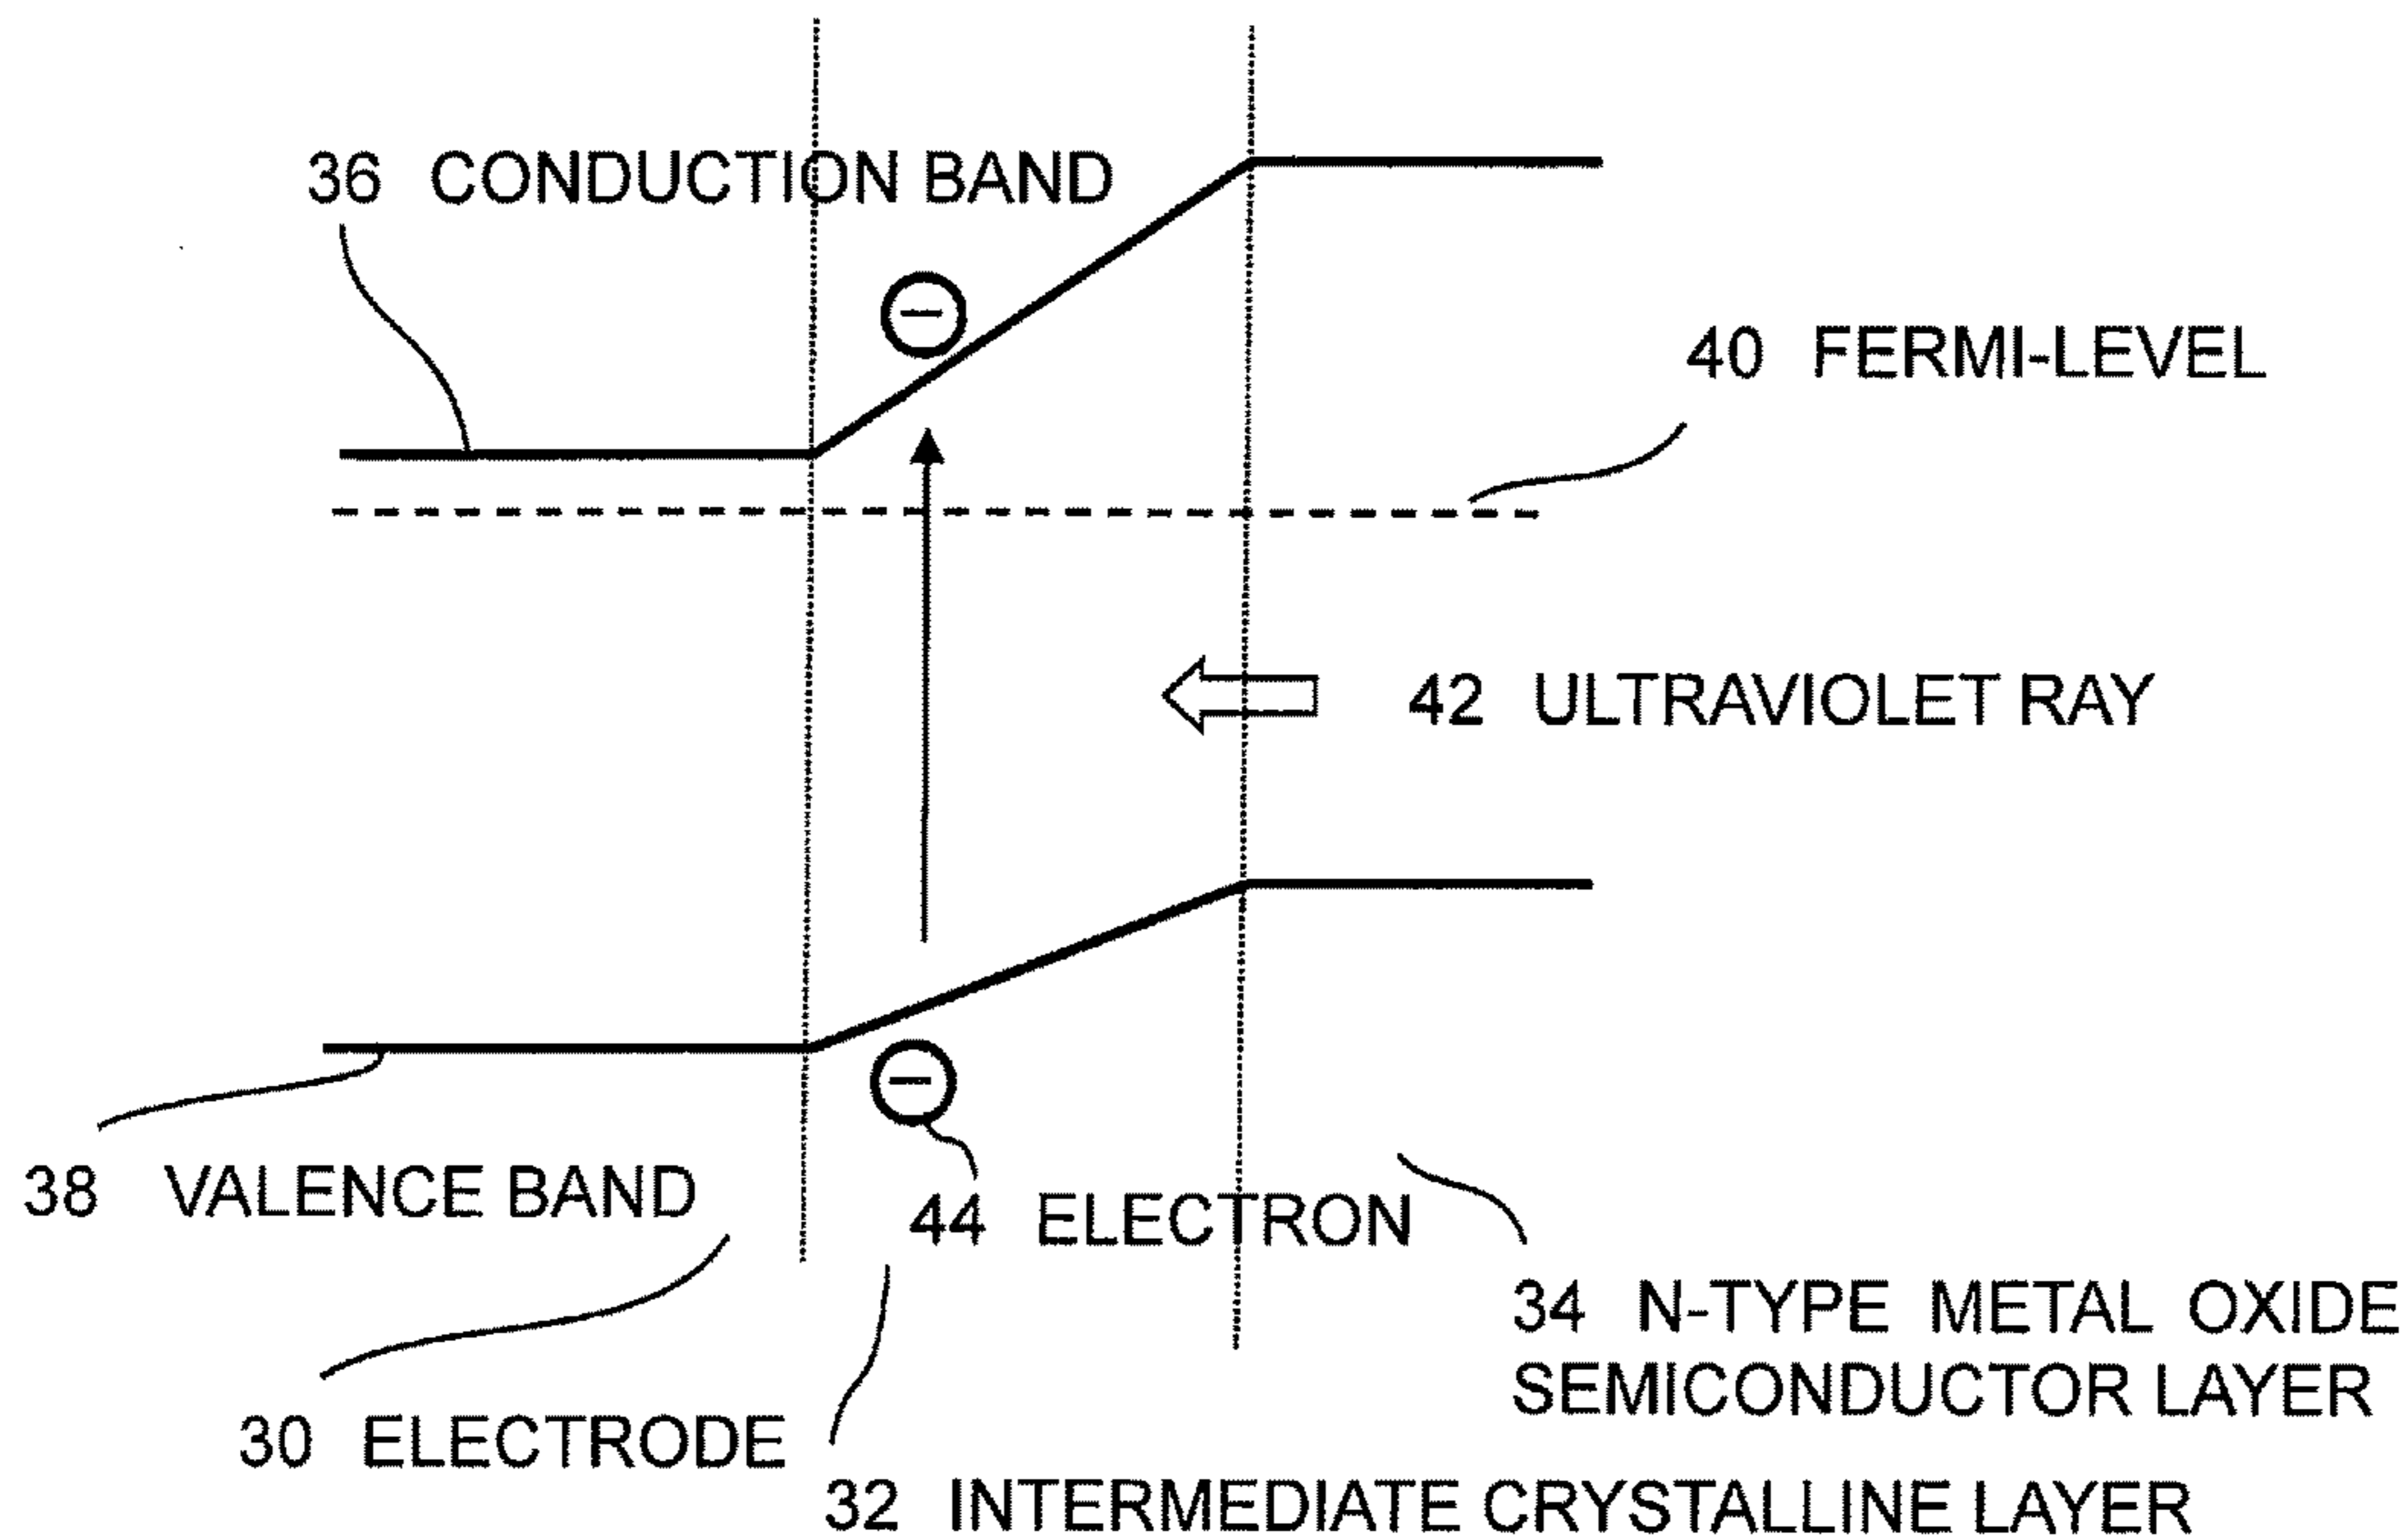 36 CONDUCTION BAND
40 FERMI-LEVEL
42 ULTRAVIOLET RAY
38 VALENCE BAND
44 ELECTRON
34 N-TYPE METAL OXIDE
SEMICONDUCTOR LAYER
30 ELECTRODE
32 INTERMEDIATE CRYSTALLINE LAYER